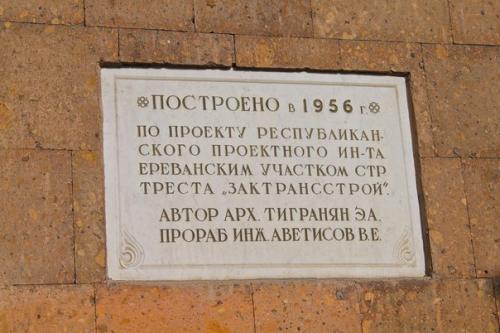 ПОСТРОЕНО в 1956 г.
ПО ПРОЕКТУ РЕСПУБЛИКАН-
СКОГО ПРОЕКТНОГО ИН-ТА
ЕРЕВАНСКИМ УЧАСТКОМ СТР
ТРЕСТА „ЗАКТРАНССТРОЙ".
АВТОР АРХ. ТИГРАНЯН Э.А.
ПРОРАБ ИНЖ. АВЕТИСОВ В.Е.